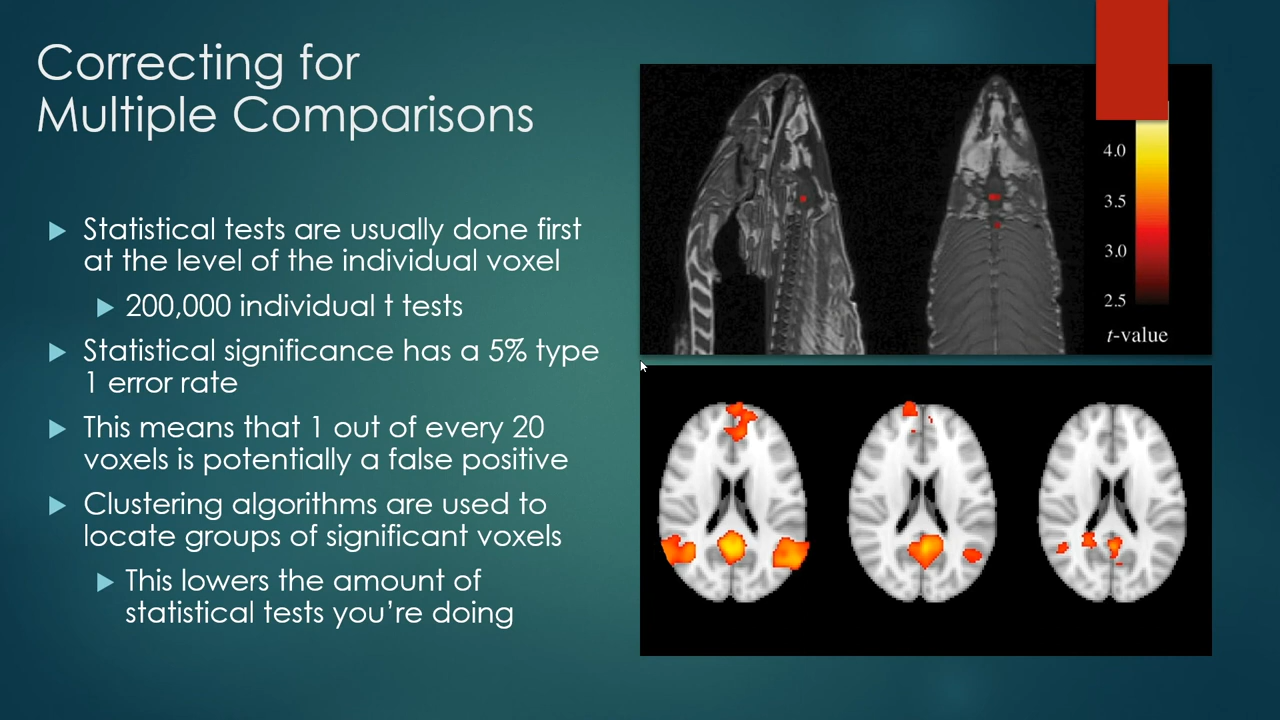 Correcting for
Multiple Comparisons
Statistical tests are usually done first
at the level of the individual voxel
200,000 individual t tests
Statistical significance has a 5% type
1 error rate
This means that 1 out of every 20
voxels is potentially a false positive
Clustering algorithms are used to
locate groups of significant voxels
This lowers the amount of
statistical tests you're doing
4.0
3.5
3.0
2.5
t-value